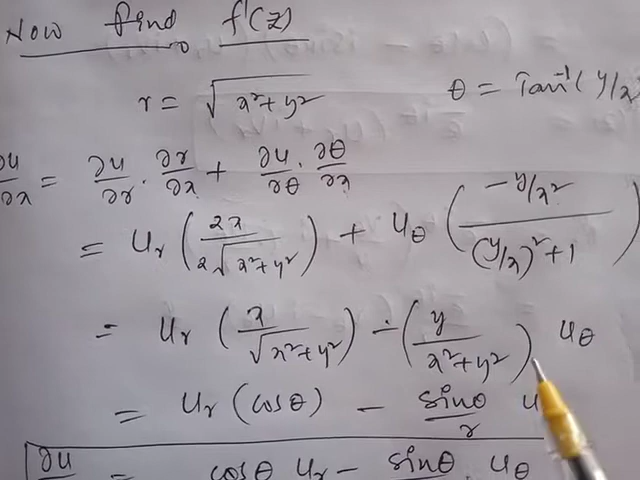 Now find f'(z)
r = √(x²+y²)    θ = Tan⁻¹(y/x)
∂u/∂x = ∂u/∂r · ∂r/∂x + ∂u/∂θ · ∂θ/∂x
= u_r (2x / 2√(x²+y²)) + u_θ ((-y/x²) / ((y/x)²+1))
= u_r (x / √(x²+y²)) - (y / (x²+y²)) u_θ
= u_r (cosθ) - sinθ/r u
∂u = cosθ u_r - sinθ u_θ